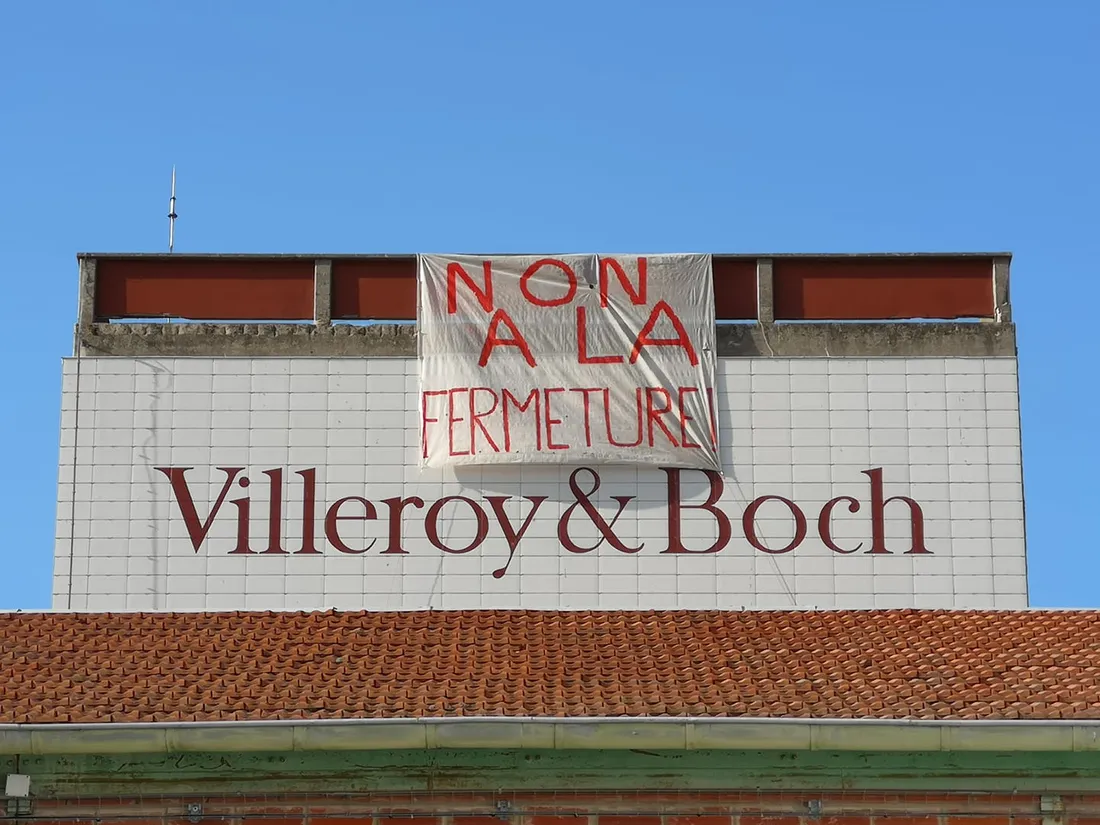 NON
A LA
FERMETURE!
Villeroy & Boch